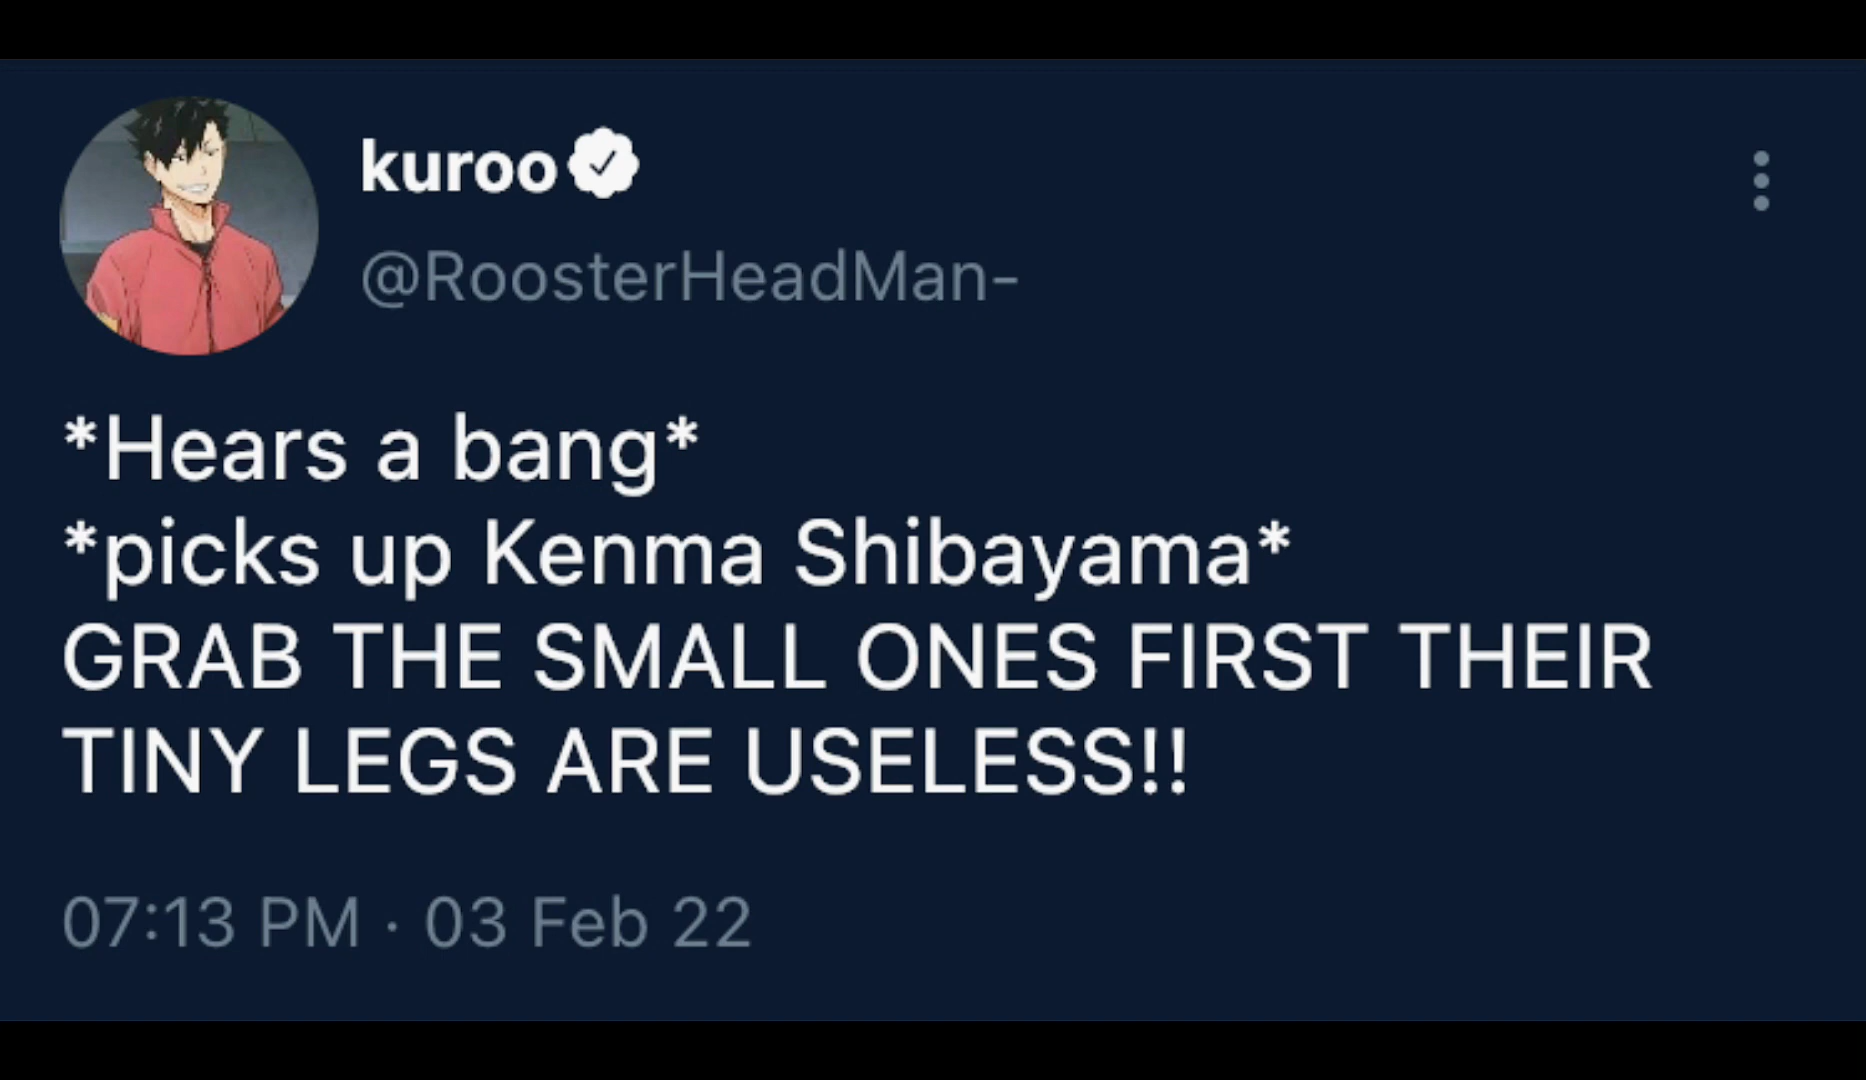 kuroo
@RoosterHeadMan-
*Hears a bang*
*picks up Kenma Shibayama*
GRAB THE SMALL ONES FIRST THEIR
TINY LEGS ARE USELESS!!
07:13 PM · 03 Feb 22